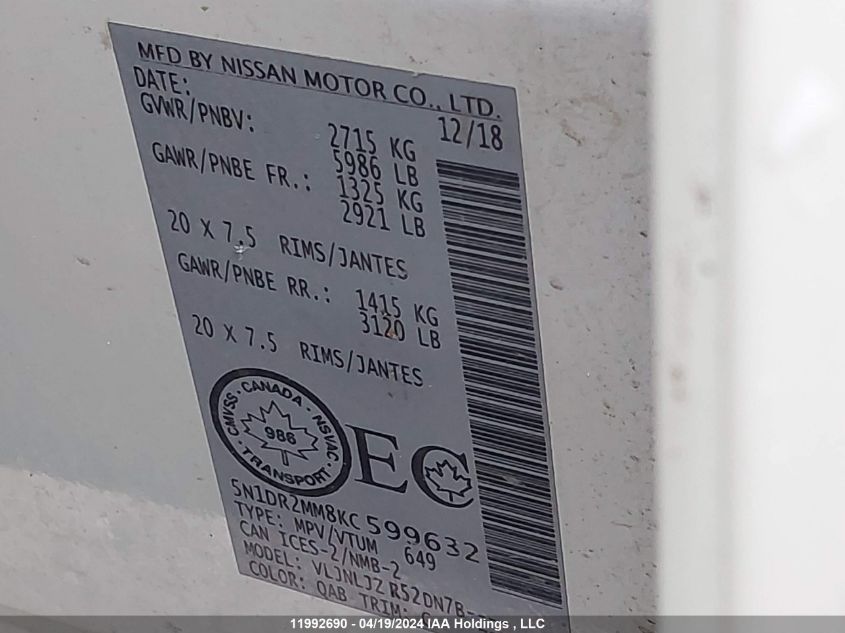 MFD BY NISSAN MOTOR CO., LTD.
DATE: 12/18
GVWR/PNBV: 2715 KG
5986 LB
GAWR/PNBE FR.: 1325 KG
2921 LB
20 X 7.5 RIMS/JANTES
GAWR/PNBE RR.: 1415 KG
3120 LB
20 X 7.5 RIMS/JANTES
CMVSS · CANADA · NSVAC · TRANSPORT ·
986
EC
5N1DR2MM8KC599632
TYPE: MPV/VTUM 649
CAN ICES-2/NMB-2
MODEL: VLJNLJZ R52DN7B-
COLOR: QAB TRIM:
11992690 - 04/19/2024 IAA Holdings , LLC